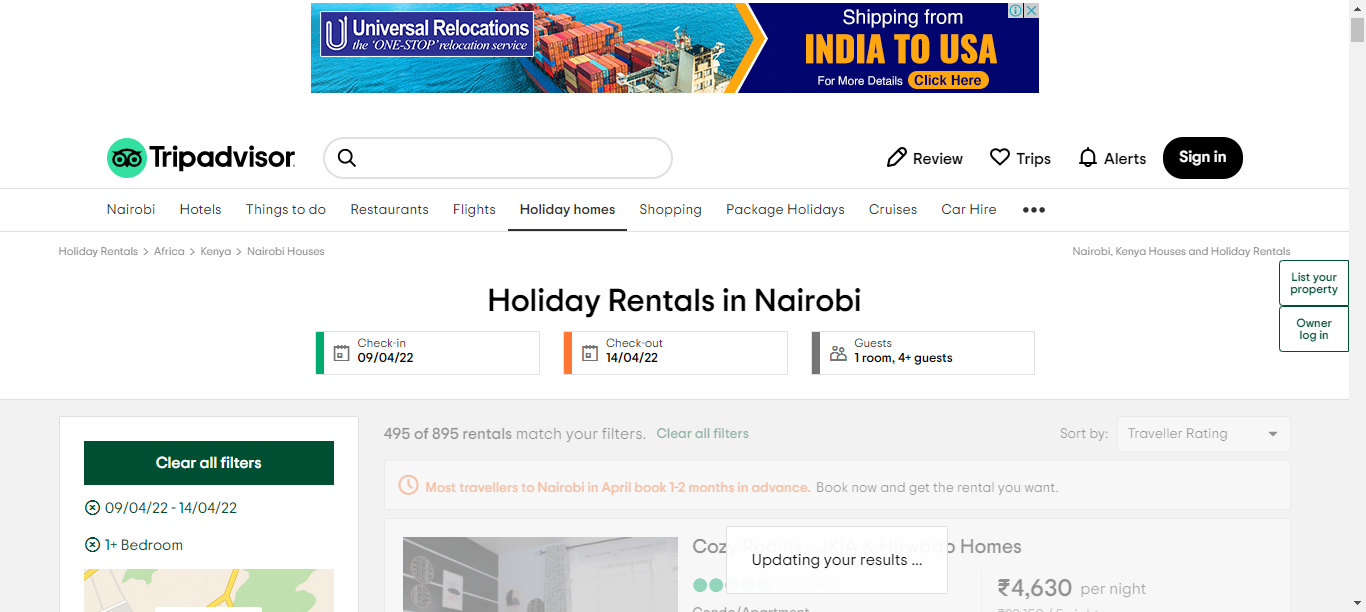 Universal Relocations
the 'ONE-STOP' relocation service
Shipping from
INDIA TO USA
For More Details Click Here
Tripadvisor
Review
Trips
Alerts
Sign in
Nairobi
Hotels
Things to do
Restaurants
Flights
Holiday homes
Shopping
Package Holidays
Cruises
Car Hire
Holiday Rentals > Africa > Kenya > Nairobi Houses
Nairobi, Kenya Houses and Holiday Rentals
List your
property
Owner
log in
Holiday Rentals in Nairobi
Check-in
09/04/22
Check-out
14/04/22
Guests
1 room, 4+ guests
Clear all filters
09/04/22 - 14/04/22
1+ Bedroom
495 of 895 rentals match your filters. Clear all filters
Sort by: Traveller Rating
Most travellers to Nairobi in April book 1-2 months in advance. Book now and get the rental you want.
Cozy Rooms - JKIA & Hirwado Homes
Updating your results ...
₹4,630 per night
Condo/Apartment